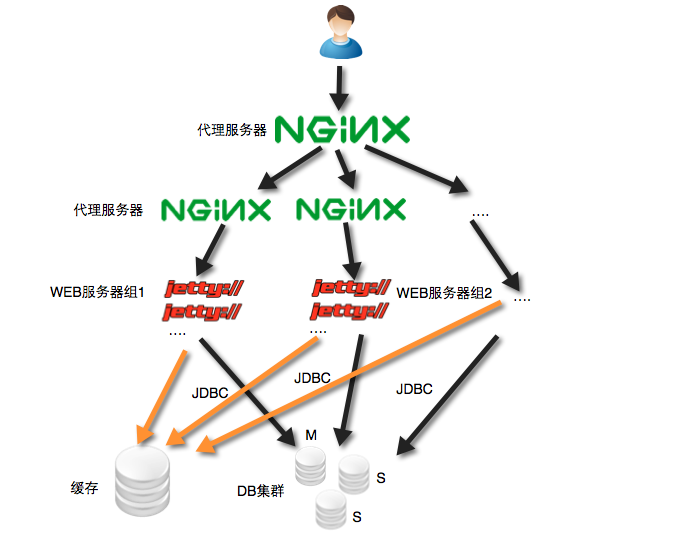 代理服务器 NGiNX
代理服务器 NGiNX NGiNX ....
WEB服务器组1 jetty:// jetty:// WEB服务器组2 ....
jetty:// jetty://
.... ....
JDBC JDBC JDBC
M
缓存 DB集群 S
S